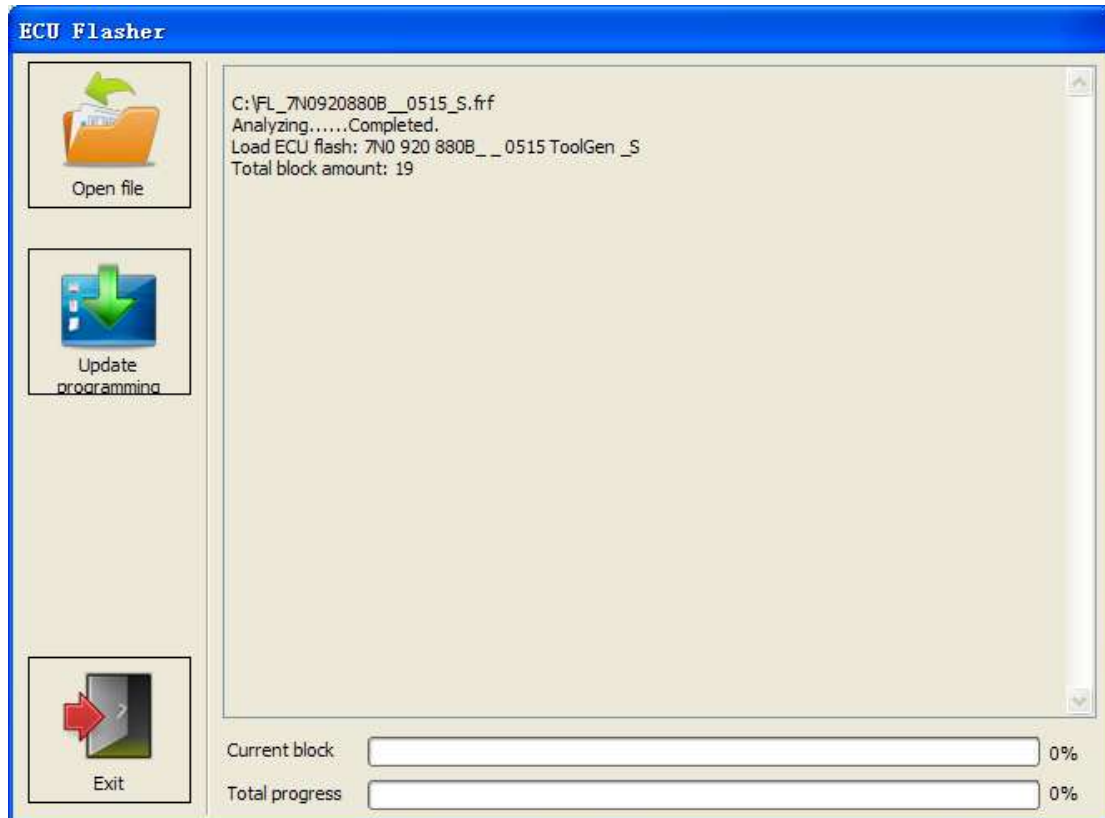 ECU Flasher
Open file
Update
programming
Exit
C:\FL_7N0920880B__0515_S.frf
Analyzing......Completed.
Load ECU flash: 7N0 920 880B_ _ 0515 ToolGen _S
Total block amount: 19
Current block
0%
Total progress
0%